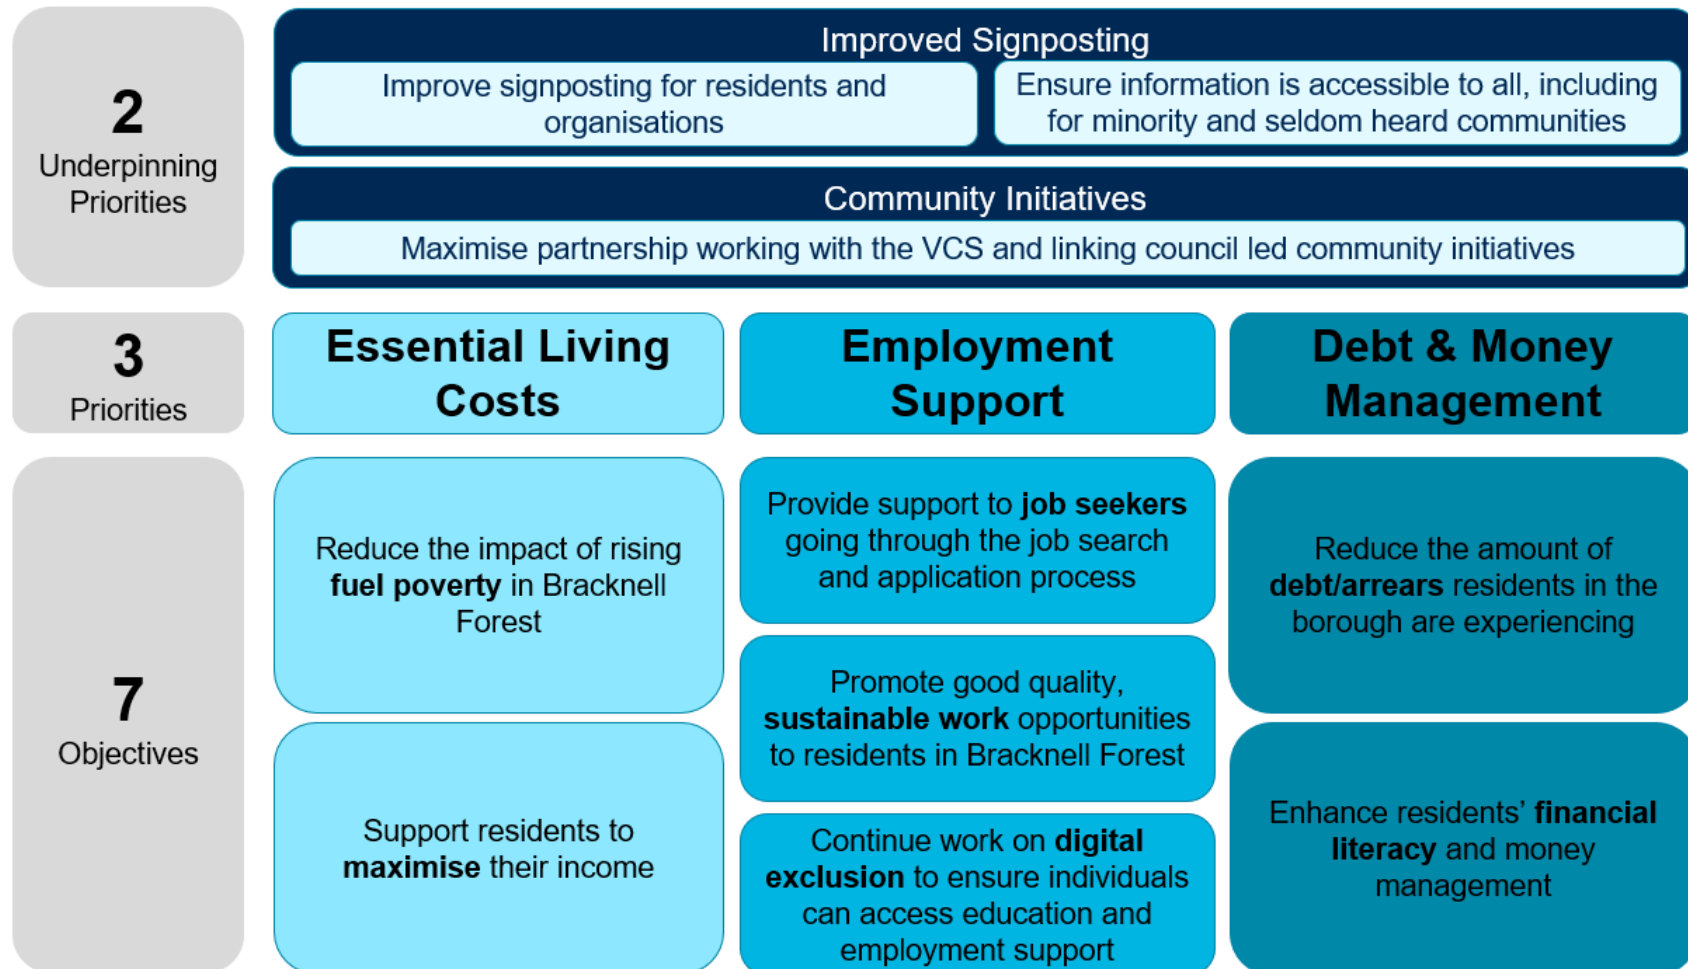 2
Underpinning
Priorities
Improved Signposting
Improve signposting for residents and
organisations
Ensure information is accessible to all, including
for minority and seldom heard communities
Community Initiatives
Maximise partnership working with the VCS and linking council led community initiatives
3
Priorities
Essential Living
Costs
Employment
Support
Debt & Money
Management
7
Objectives
Reduce the impact of rising
fuel poverty in Bracknell
Forest
Support residents to
maximise their income
Provide support to job seekers
going through the job search
and application process
Promote good quality,
sustainable work opportunities
to residents in Bracknell Forest
Continue work on digital
exclusion to ensure individuals
can access education and
employment support
Reduce the amount of
debt/arrears residents in the
borough are experiencing
Enhance residents’ financial
literacy and money
management